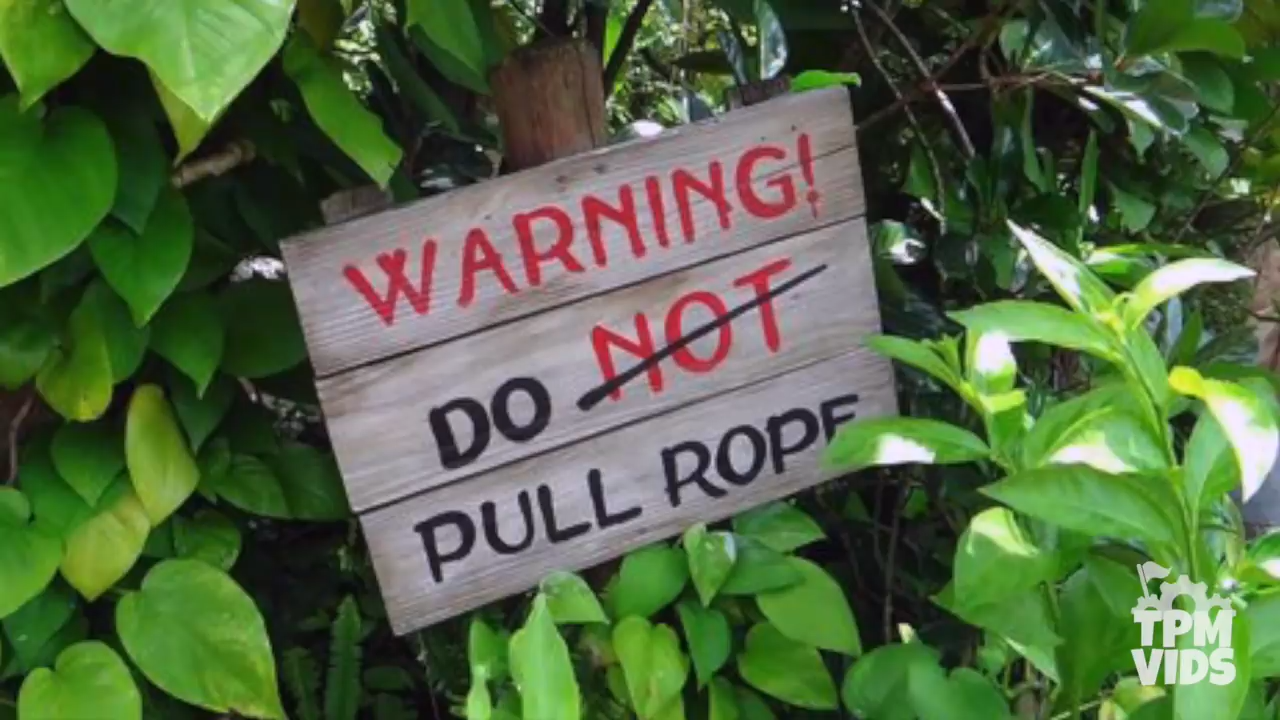 WARNING!
DO NOT
PULL ROPE
TPM
VIDS